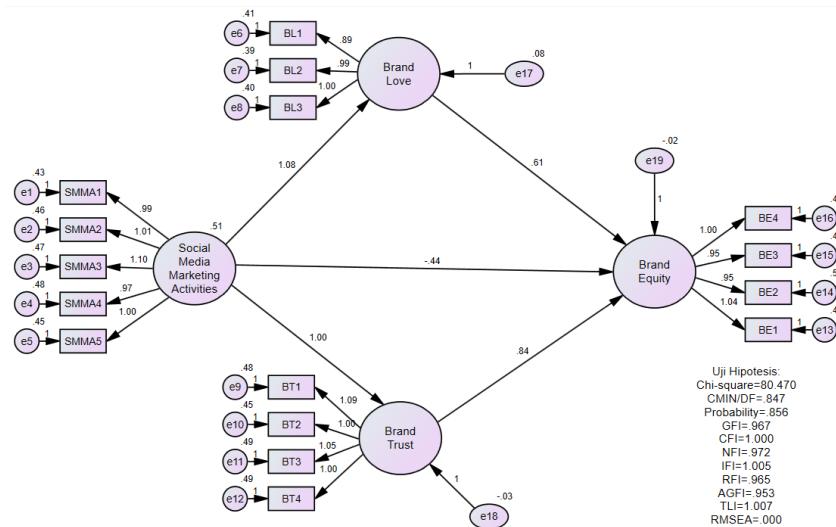 .41
e6
1
BL1
.89
.39
e7
1
BL2
.99
.40
e8
1
BL3
1.00
Brand
Love
1
.08
e17
1.08
.61
-.02
e19
1
.43
e1
1
SMMA1
.99
.46
e2
1
SMMA2
1.01
.47
e3
1
SMMA3
1.10
.48
e4
1
SMMA4
.97
.45
e5
1
SMMA5
1.00
.51
Social
Media
Marketing
Activities
-.44
Brand
Equity
1.00
BE4
1
e16
.95
BE3
1
e15
.95
BE2
1
e14
1.04
BE1
1
e13
1.00
.84
.48
e9
1
BT1
1.09
.45
e10
1
BT2
1.00
.49
e11
1
BT3
1.05
.49
e12
1
BT4
1.00
Brand
Trust
1
-.03
e18
Uji Hipotesis:
Chi-square=80.470
CMIN/DF=.847
Probability=.856
GFI=.967
CFI=1.000
NFI=.972
IFI=1.005
RFI=.965
AGFI=.953
TLI=1.007
RMSEA=.000